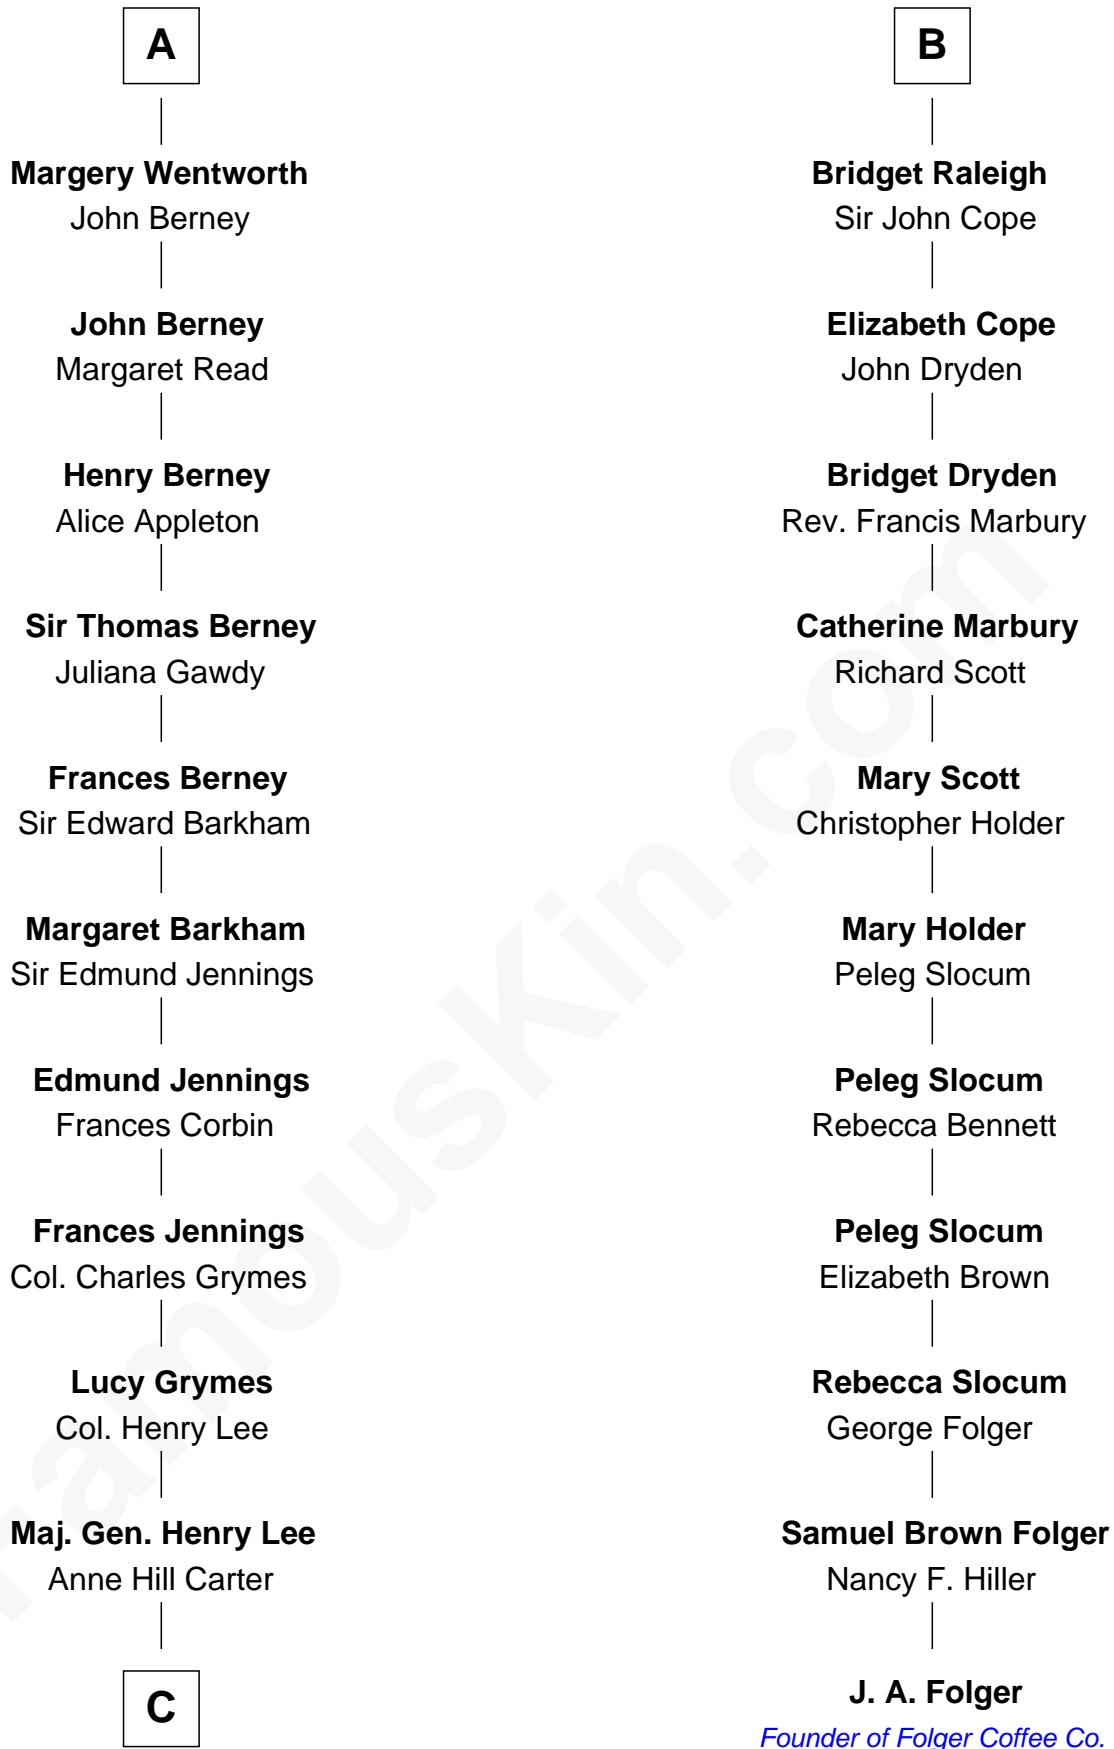 A
Margery Wentworth
John Berney
John Berney
Margaret Read
Henry Berney
Alice Appleton
Sir Thomas Berney
Juliana Gawdy
Frances Berney
Sir Edward Barkham
Margaret Barkham
Sir Edmund Jennings
Edmund Jennings
Frances Corbin
Frances Jennings
Col. Charles Grymes
Lucy Grymes
Col. Henry Lee
Maj. Gen. Henry Lee
Anne Hill Carter
C
B
Bridget Raleigh
Sir John Cope
Elizabeth Cope
John Dryden
Bridget Dryden
Rev. Francis Marbury
Catherine Marbury
Richard Scott
Mary Scott
Christopher Holder
Mary Holder
Peleg Slocum
Peleg Slocum
Rebecca Bennett
Peleg Slocum
Elizabeth Brown
Rebecca Slocum
George Folger
Samuel Brown Folger
Nancy F. Hiller
J. A. Folger
Founder of Folger Coffee Co.
FamousKin.com